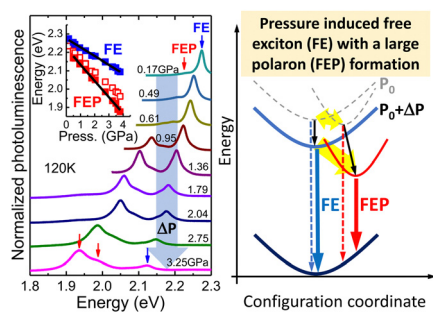 Normalized photoluminescence
Energy (eV)
2.3
2.2
2.1
2.0
1.9
0 1 2 3 4
Press. (GPa)
FE
FEP
FEP
FE
0.17GPa
0.49
0.61
0.95
1.36
1.79
2.04
2.75
3.25GPa
120K
ΔP
1.8 1.9 2.0 2.1 2.2 2.3
Energy (eV)
Pressure induced free
exciton (FE) with a large
polaron (FEP) formation
P₀
P₀+ΔP
Energy
FE
FEP
Configuration coordinate